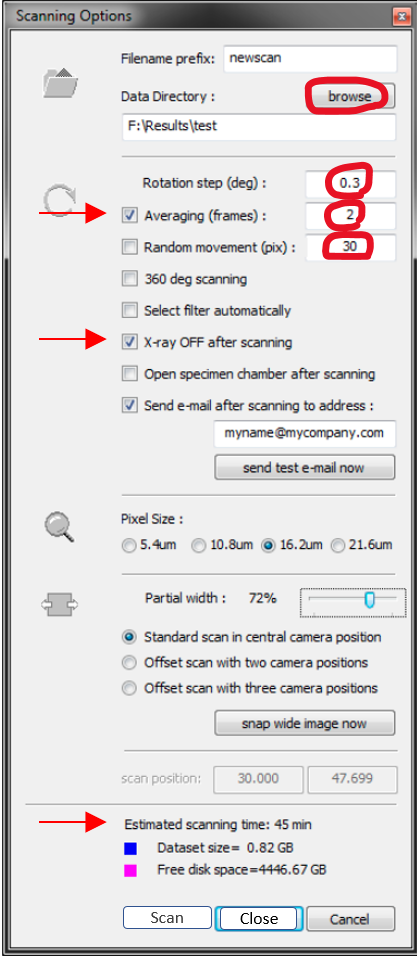 Scanning Options
Filename prefix: newscan
Data Directory : browse
F:\Results\test
Rotation step (deg) : 0.3
Averaging (frames) : 2
Random movement (pix) : 30
360 deg scanning
Select filter automatically
X-ray OFF after scanning
Open specimen chamber after scanning
Send e-mail after scanning to address :
myname@mycompany.com
send test e-mail now
Pixel Size :
5.4um 10.8um 16.2um 21.6um
Partial width : 72%
Standard scan in central camera position
Offset scan with two camera positions
Offset scan with three camera positions
snap wide image now
scan position: 30.000 47.699
Estimated scanning time: 45 min
Dataset size= 0.82 GB
Free disk space=4446.67 GB
Scan Close Cancel